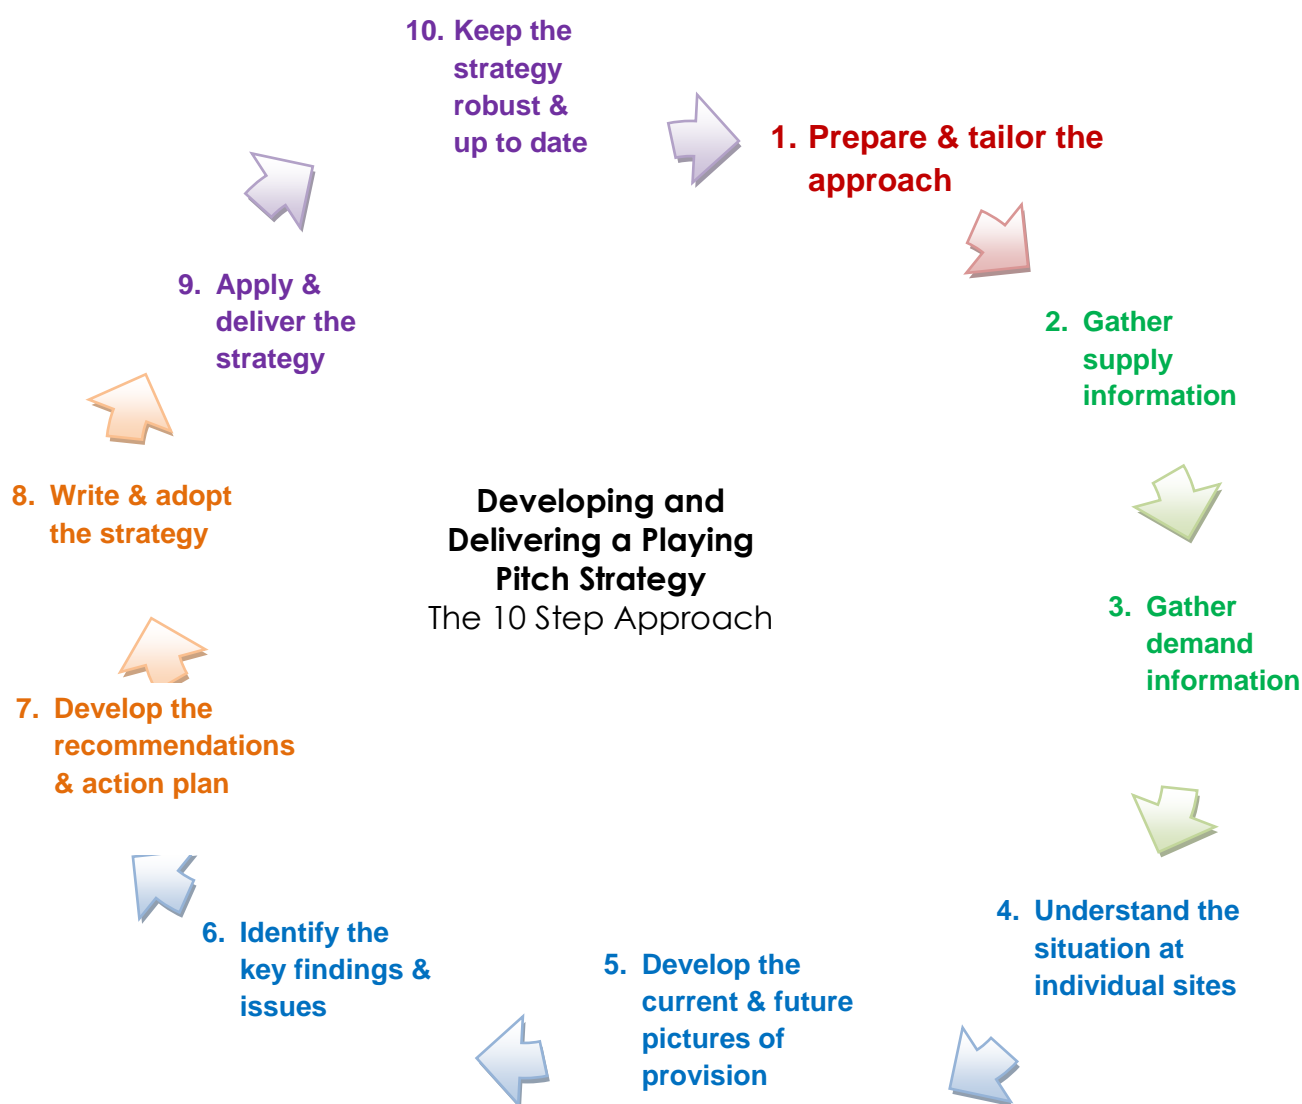 10. Keep the
strategy
robust &
up to date
1. Prepare & tailor the
approach
2. Gather
supply
information
3. Gather
demand
information
4. Understand the
situation at
individual sites
5. Develop the
current & future
pictures of
provision
6. Identify the
key findings &
issues
7. Develop the
recommendations
& action plan
8. Write & adopt
the strategy
9. Apply &
deliver the
strategy
Developing and
Delivering a Playing
Pitch Strategy
The 10 Step Approach